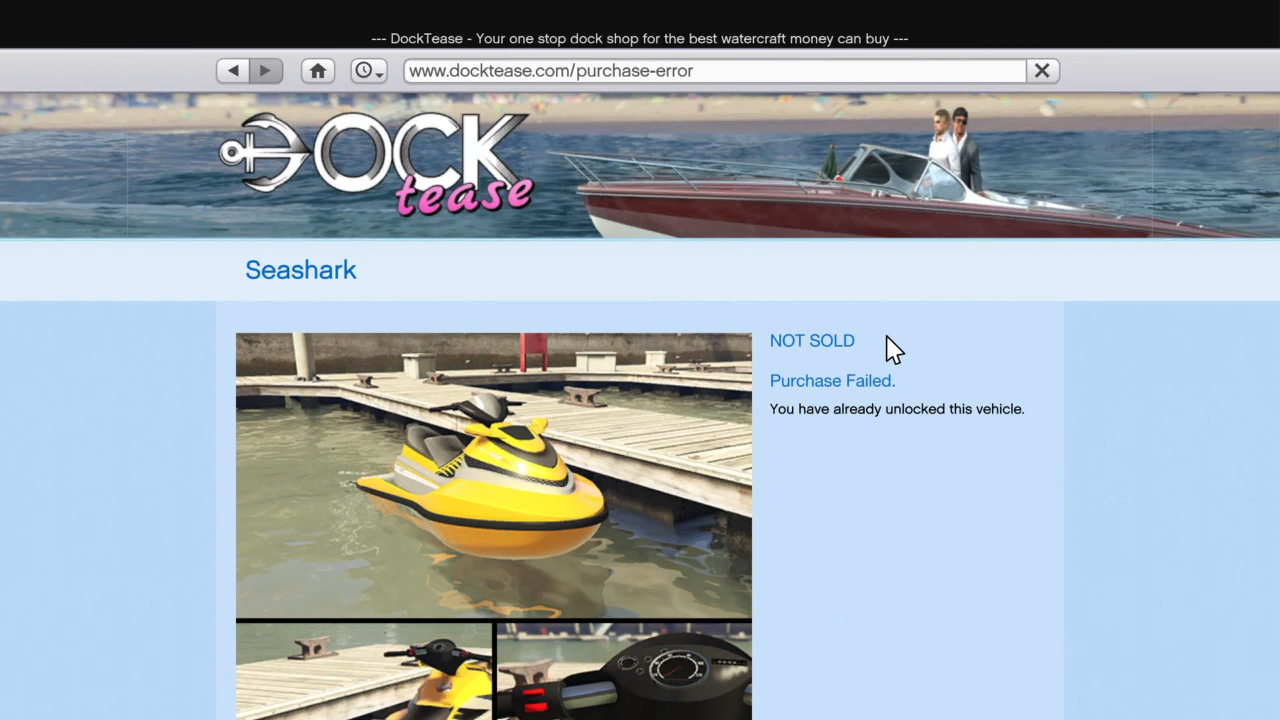 --- DockTease - Your one stop dock shop for the best watercraft money can buy ---
www.docktease.com/purchase-error
DOCK
tease
Seashark
NOT SOLD
Purchase Failed.
You have already unlocked this vehicle.